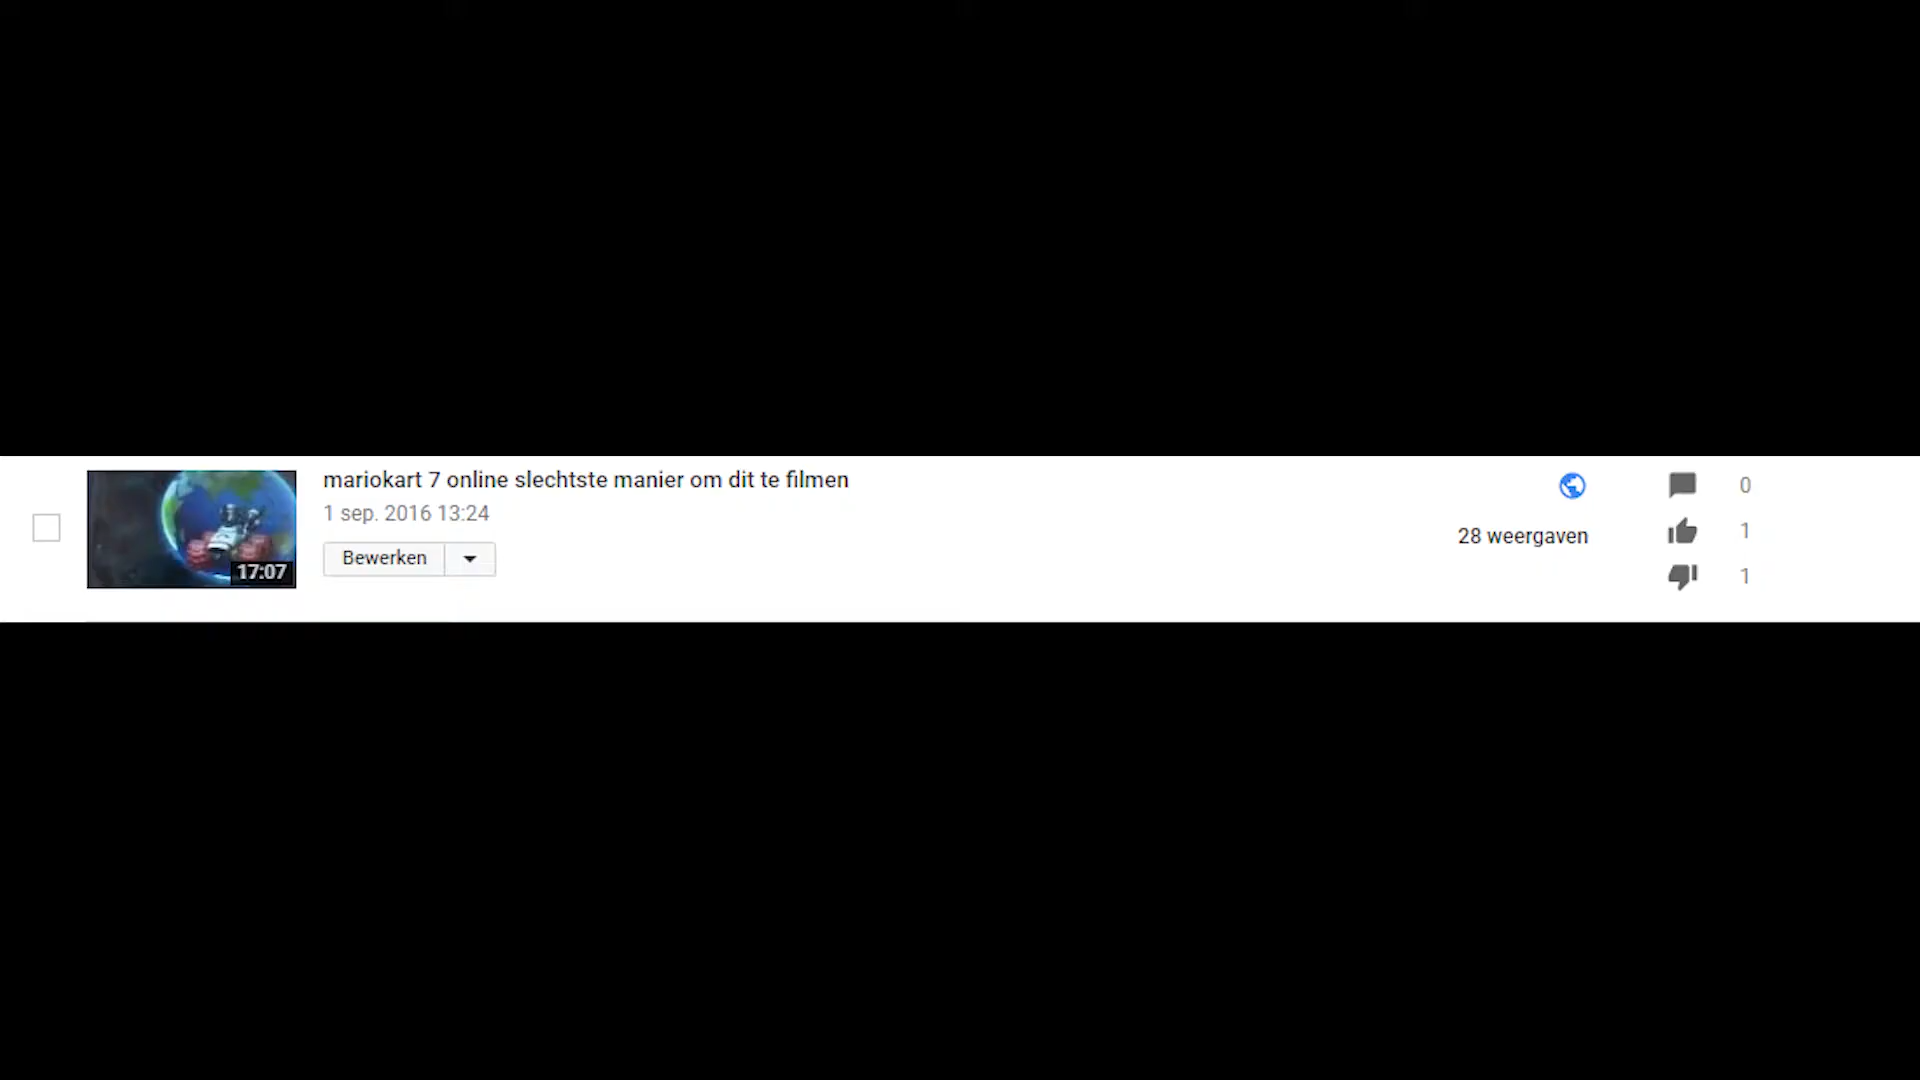 mariokart 7 online slechtste manier om dit te filmen
1 sep. 2016 13:24
Bewerken
17:07
28 weergaven
0
1
1